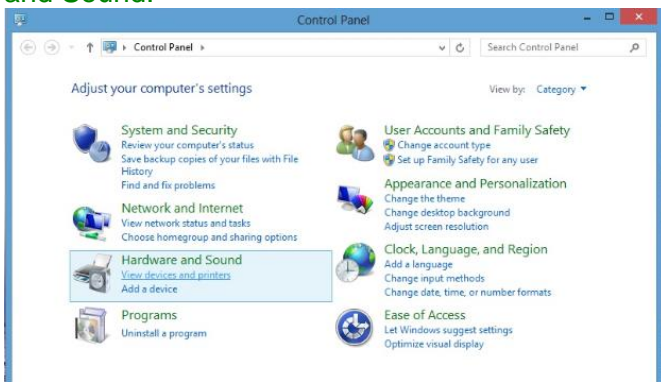 and Sound.
Control Panel
Control Panel
Search Control Panel
Adjust your computer's settings
View by: Category
System and Security
Review your computer's status
Save backup copies of your files with File
History
Find and fix problems
Network and Internet
View network status and tasks
Choose homegroup and sharing options
Hardware and Sound
View devices and printers
Add a device
Programs
Uninstall a program
User Accounts and Family Safety
Change account type
Set up Family Safety for any user
Appearance and Personalization
Change the theme
Change desktop background
Adjust screen resolution
Clock, Language, and Region
Add a language
Change input methods
Change date, time, or number formats
Ease of Access
Let Windows suggest settings
Optimize visual display